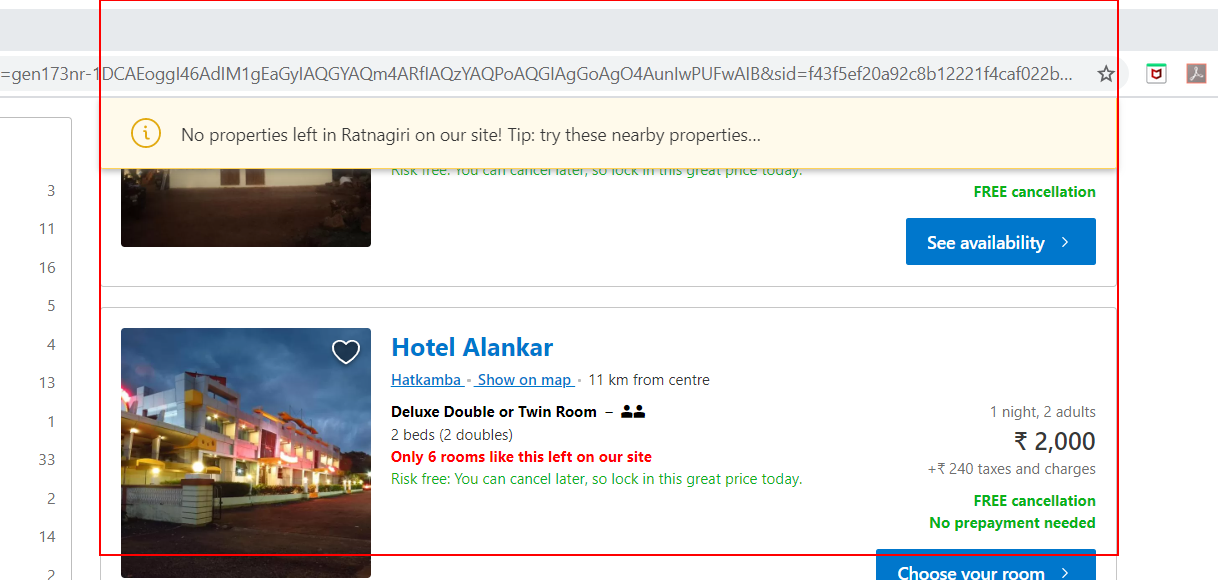 =gen173nr-1DCAEoggI46AdIM1gEaGyIAQGYAQm4ARfIAQzYAQPoAQGIAgGoAgO4AunIwPUFwAIB&sid=f43f5ef20a92c8b12221f4caf022b...
No properties left in Ratnagiri on our site! Tip: try these nearby properties...
Risk free: You can cancel later, so lock in this great price today.
3
FREE cancellation
11
See availability
16
5
4
Hotel Alankar
13
Hatkamba • Show on map • 11 km from centre
Deluxe Double or Twin Room –
1 night, 2 adults
1
2 beds (2 doubles)
₹ 2,000
33
Only 6 rooms like this left on our site
+₹ 240 taxes and charges
Risk free: You can cancel later, so lock in this great price today.
2
FREE cancellation
No prepayment needed
14
2
Choose your room